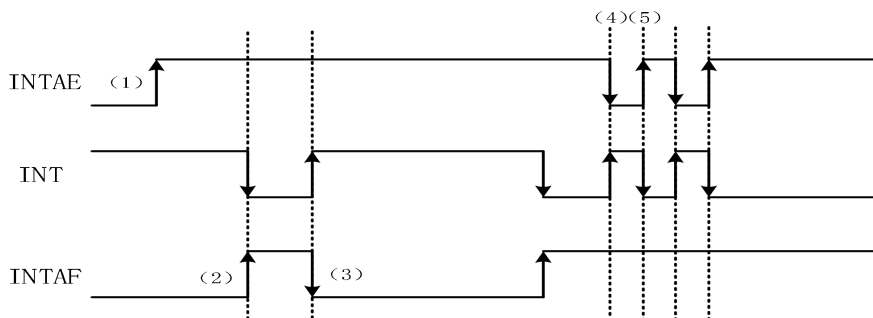 (4)(5)
INTAE
(1)
INT
INTAF
(2)
(3)